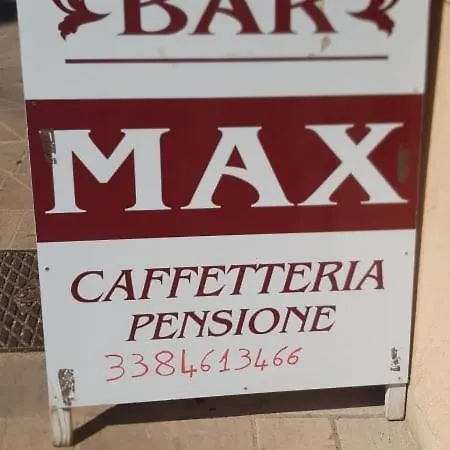 BAR
MAX
CAFFETTERIA
PENSIONE
3384613466